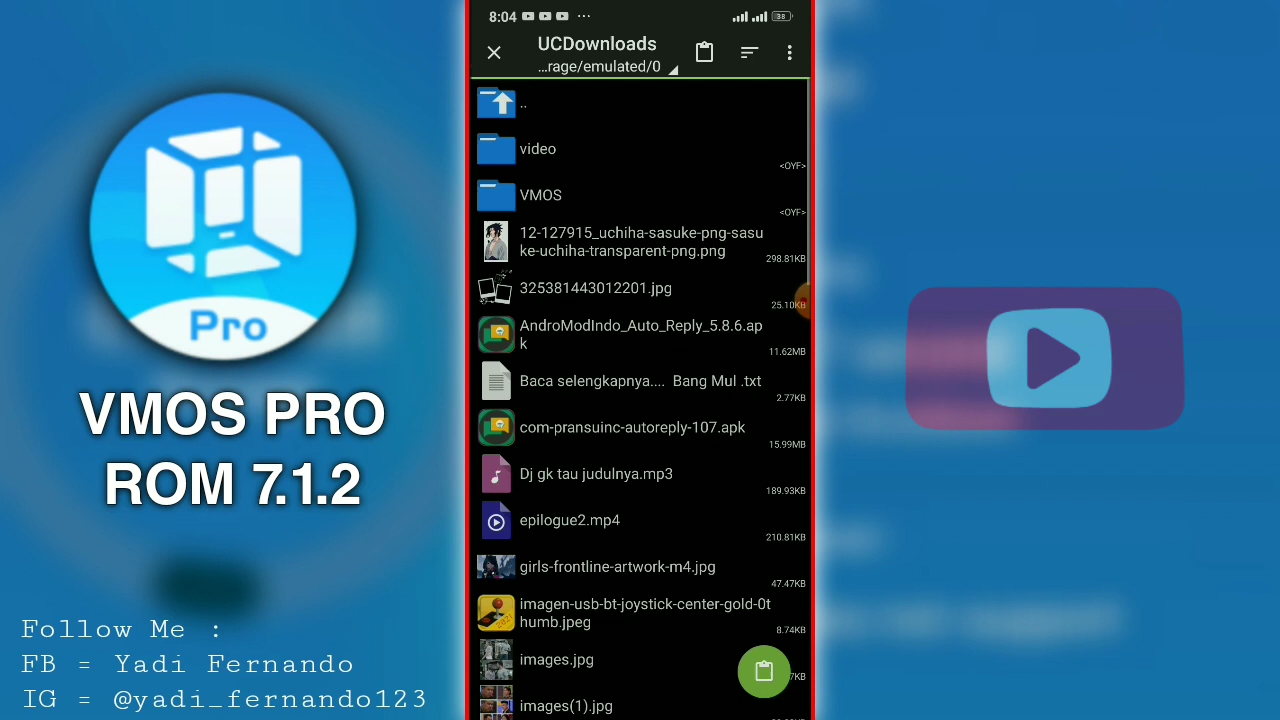 Pro
VMOS PRO
ROM 7.1.2
Follow Me :
FB = Yadi Fernando
IG = @yadi_fernando123
8:04
38
UCDownloads
...rage/emulated/0
..
video
<OYF>
VMOS
<OYF>
12-127915_uchiha-sasuke-png-sasu
ke-uchiha-transparent-png.png
298.81KB
325381443012201.jpg
25.10KB
AndroModIndo_Auto_Reply_5.8.6.ap
k
11.62MB
Baca selengkapnya.... Bang Mul .txt
2.77KB
com-pransuinc-autoreply-107.apk
15.99MB
Dj gk tau judulnya.mp3
189.93KB
epilogue2.mp4
210.81KB
girls-frontline-artwork-m4.jpg
47.47KB
imagen-usb-bt-joystick-center-gold-0t
humb.jpeg
8.74KB
images.jpg
images(1).jpg